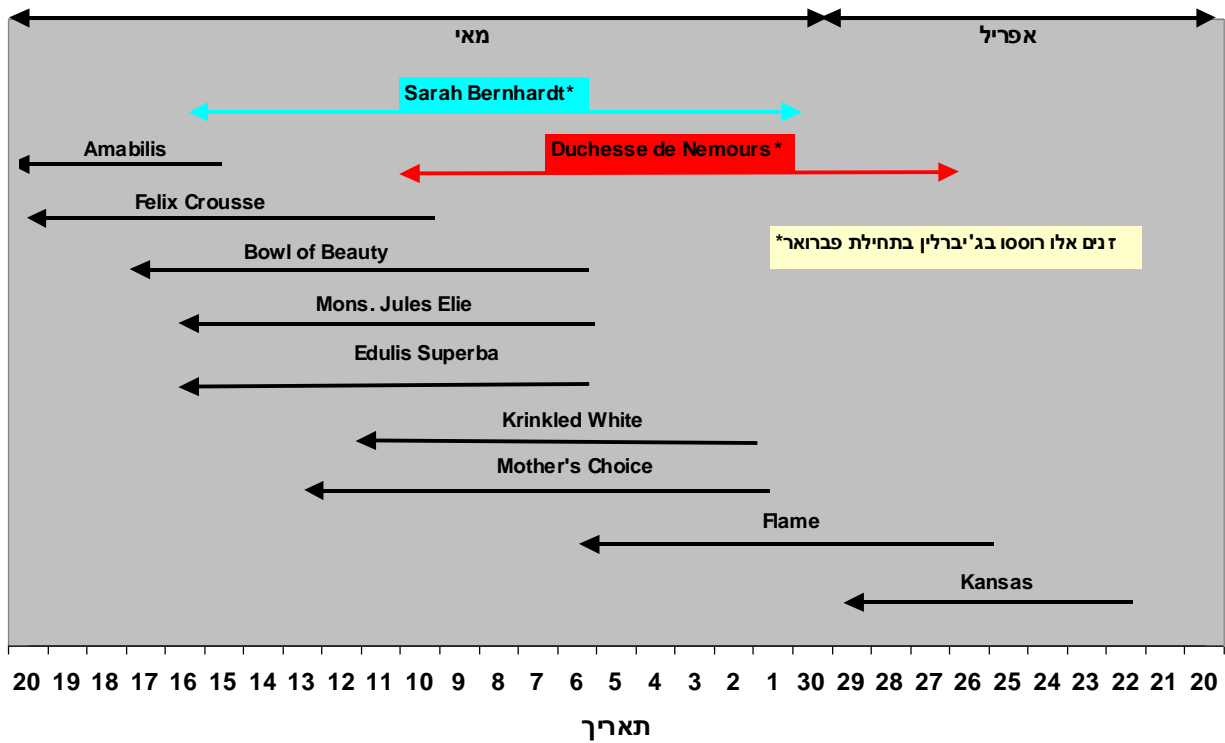 מאי
אפריל
Sarah Bernhardt*
Amabilis
Duchesse de Nemours *
Felix Crousse
זנים אלו רוססו בג'יברלין בתחילת פברואר*
Bowl of Beauty
Mons. Jules Elie
Edulis Superba
Krinkled White
Mother's Choice
Flame
Kansas
20 19 18 17 16 15 14 13 12 11 10 9 8 7 6 5 4 3 2 1 30 29 28 27 26 25 24 23 22 21 20
תאריך